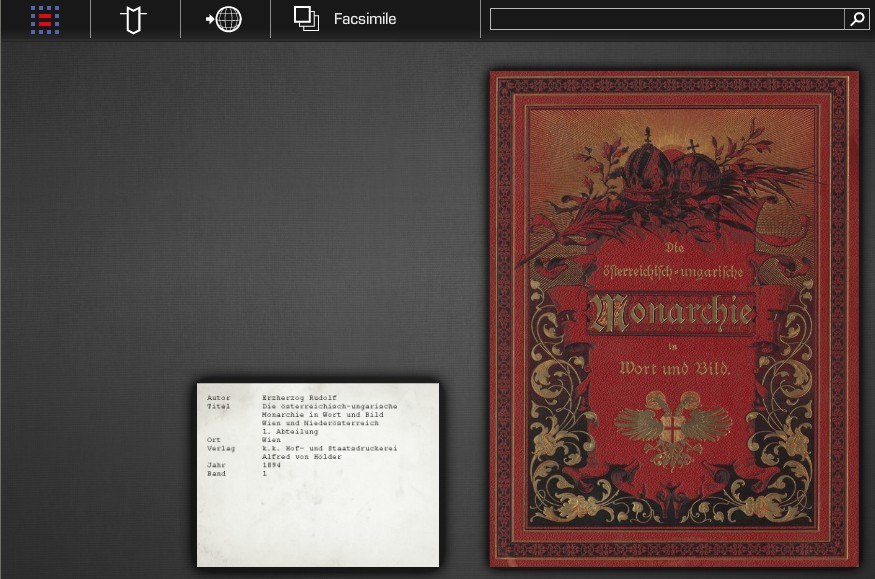 Facsimile
Die
österreichisch-ungarische
Monarchie
in
Wort und Bild.
Autor Erzherzog Rudolf
Titel Die österreichisch-ungarische
Monarchie in Wort und Bild
Wien und Niederösterreich
1. Abteilung
Ort Wien
Verlag k.k. Hof- und Staatsdruckerei
Alfred von Hölder
Jahr 1894
Band 1